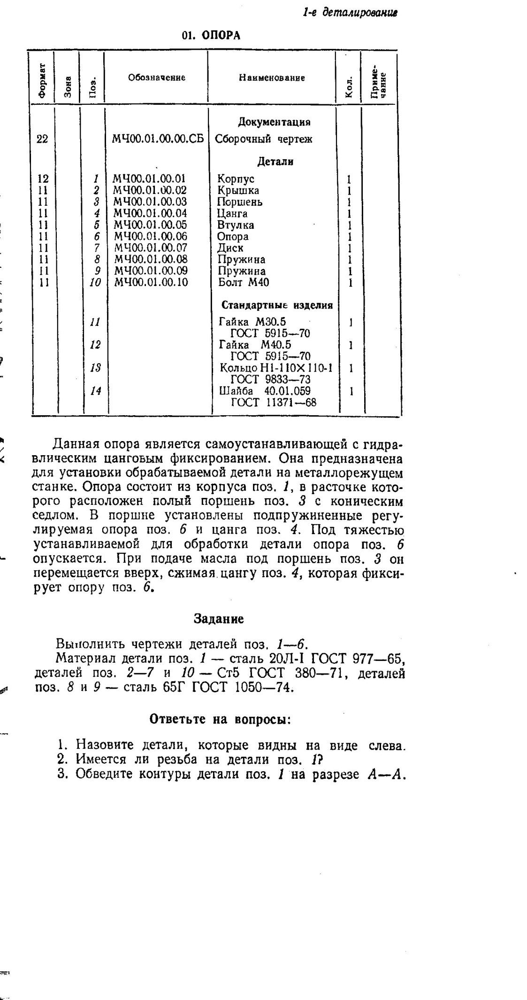 1-е деталирование
01. ОПОРА
Формат Зона Поз. Обозначение Наименование Кол. Приме-
чание
Документация
22 МЧ00.01.00.00.СБ Сборочный чертеж
Детали
12 1 МЧ00.01.00.01 Корпус 1
11 2 МЧ00.01.00.02 Крышка 1
11 3 МЧ00.01.00.03 Поршень 1
11 4 МЧ00.01.00.04 Цанга 1
11 5 МЧ00.01.00.05 Втулка 1
11 6 МЧ00.01.00.06 Опора 1
11 7 МЧ00.01.00.07 Диск 1
11 8 МЧ00.01.00.08 Пружина 1
11 9 МЧ00.01.00.09 Пружина 1
11 10 МЧ00.01.00.10 Болт М40 1
Стандартные изделия
11 Гайка М30.5 1
ГОСТ 5915—70
12 Гайка М40.5 1
ГОСТ 5915—70
13 Кольцо Н1-110Х110-1 1
ГОСТ 9833—73
14 Шайба 40.01.059 1
ГОСТ 11371—68
Данная опора является самоустанавливающей с гидра-
влическим цанговым фиксированием. Она предназначена
для установки обрабатываемой детали на металлорежущем
станке. Опора состоит из корпуса поз. 1, в расточке кото-
рого расположен полый поршень поз. 3 с коническим
седлом. В поршне установлены подпружиненные регу-
лируемая опора поз. 6 и цанга поз. 4. Под тяжестью
устанавливаемой для обработки детали опора поз. 6
опускается. При подаче масла под поршень поз. 3 он
перемещается вверх, сжимая цангу поз. 4, которая фикси-
рует опору поз. 6.
Задание
Выполнить чертежи деталей поз. 1—6.
Материал детали поз. 1 — сталь 20Л-I ГОСТ 977—65,
деталей поз. 2—7 и 10 — Ст5 ГОСТ 380—71, деталей
поз. 8 и 9 — сталь 65Г ГОСТ 1050—74.
Ответьте на вопросы:
1. Назовите детали, которые видны на виде слева.
2. Имеется ли резьба на детали поз. 1?
3. Обведите контуры детали поз. 1 на разрезе А—А.